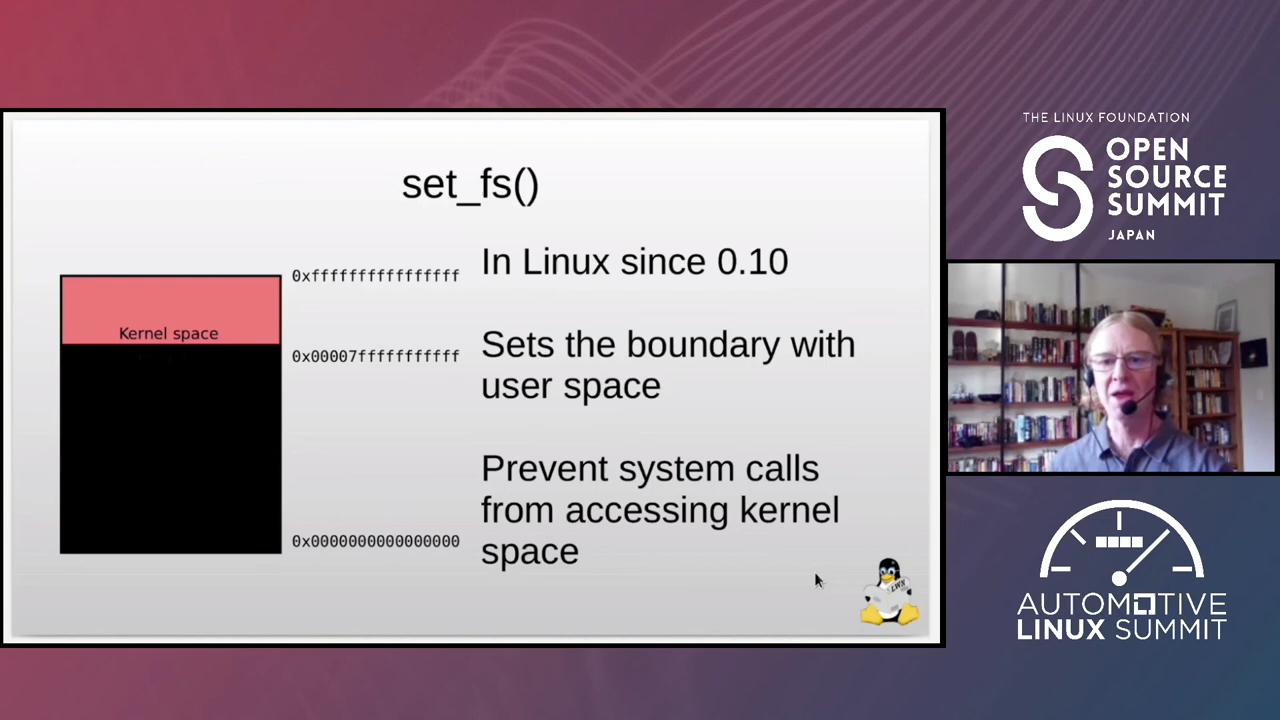 set_fs()
0xffffffffffffffff
Kernel space
0x00007fffffffffff
0x0000000000000000
In Linux since 0.10
Sets the boundary with
user space
Prevent system calls
from accessing kernel
space
LWN
THE LINUX FOUNDATION
OPEN
SOURCE
SUMMIT
JAPAN
AUTOMOTIVE
LINUX SUMMIT